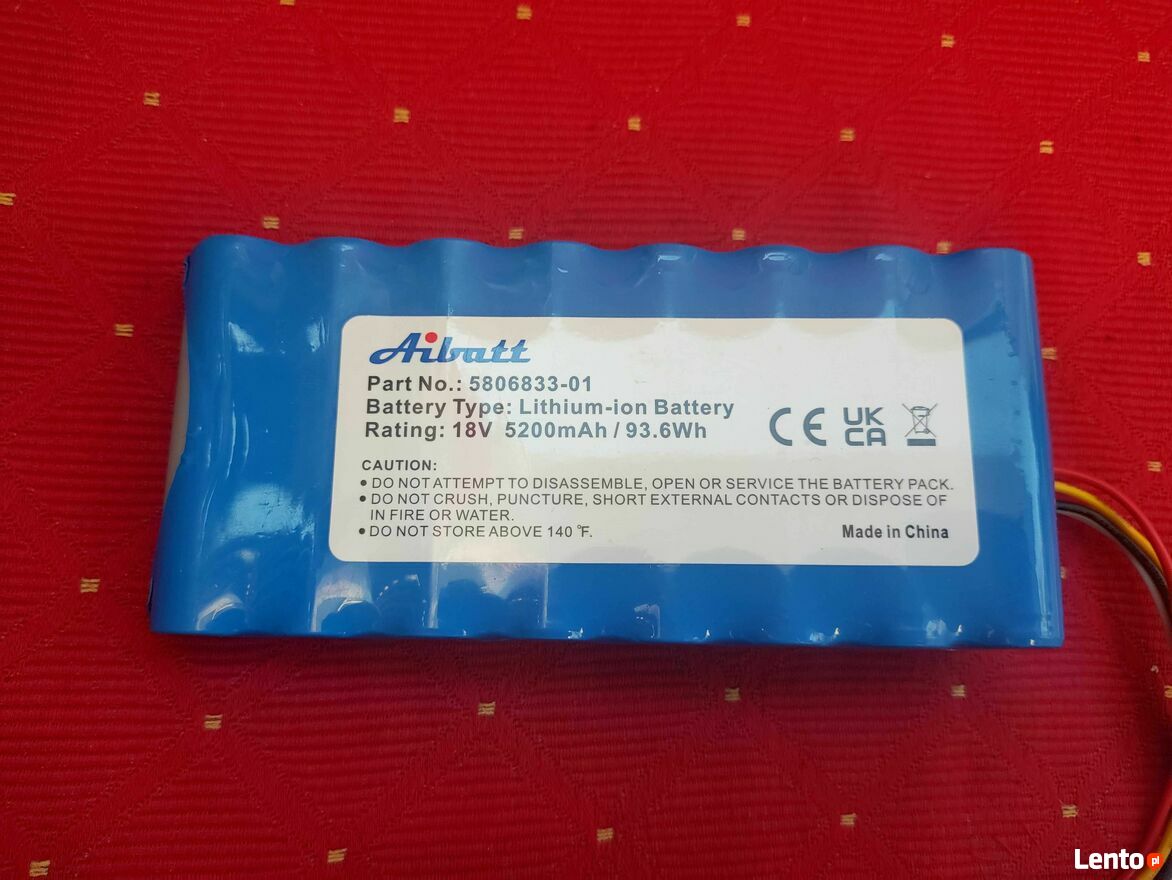 Aibatt
Part No.: 5806833-01
Battery Type: Lithium-ion Battery
Rating: 18V 5200mAh / 93.6Wh
CE UK
CA
CAUTION:
• DO NOT ATTEMPT TO DISASSEMBLE, OPEN OR SERVICE THE BATTERY PACK.
• DO NOT CRUSH, PUNCTURE, SHORT EXTERNAL CONTACTS OR DISPOSE OF
IN FIRE OR WATER.
• DO NOT STORE ABOVE 140 ℉.
Made in China
Lento pl